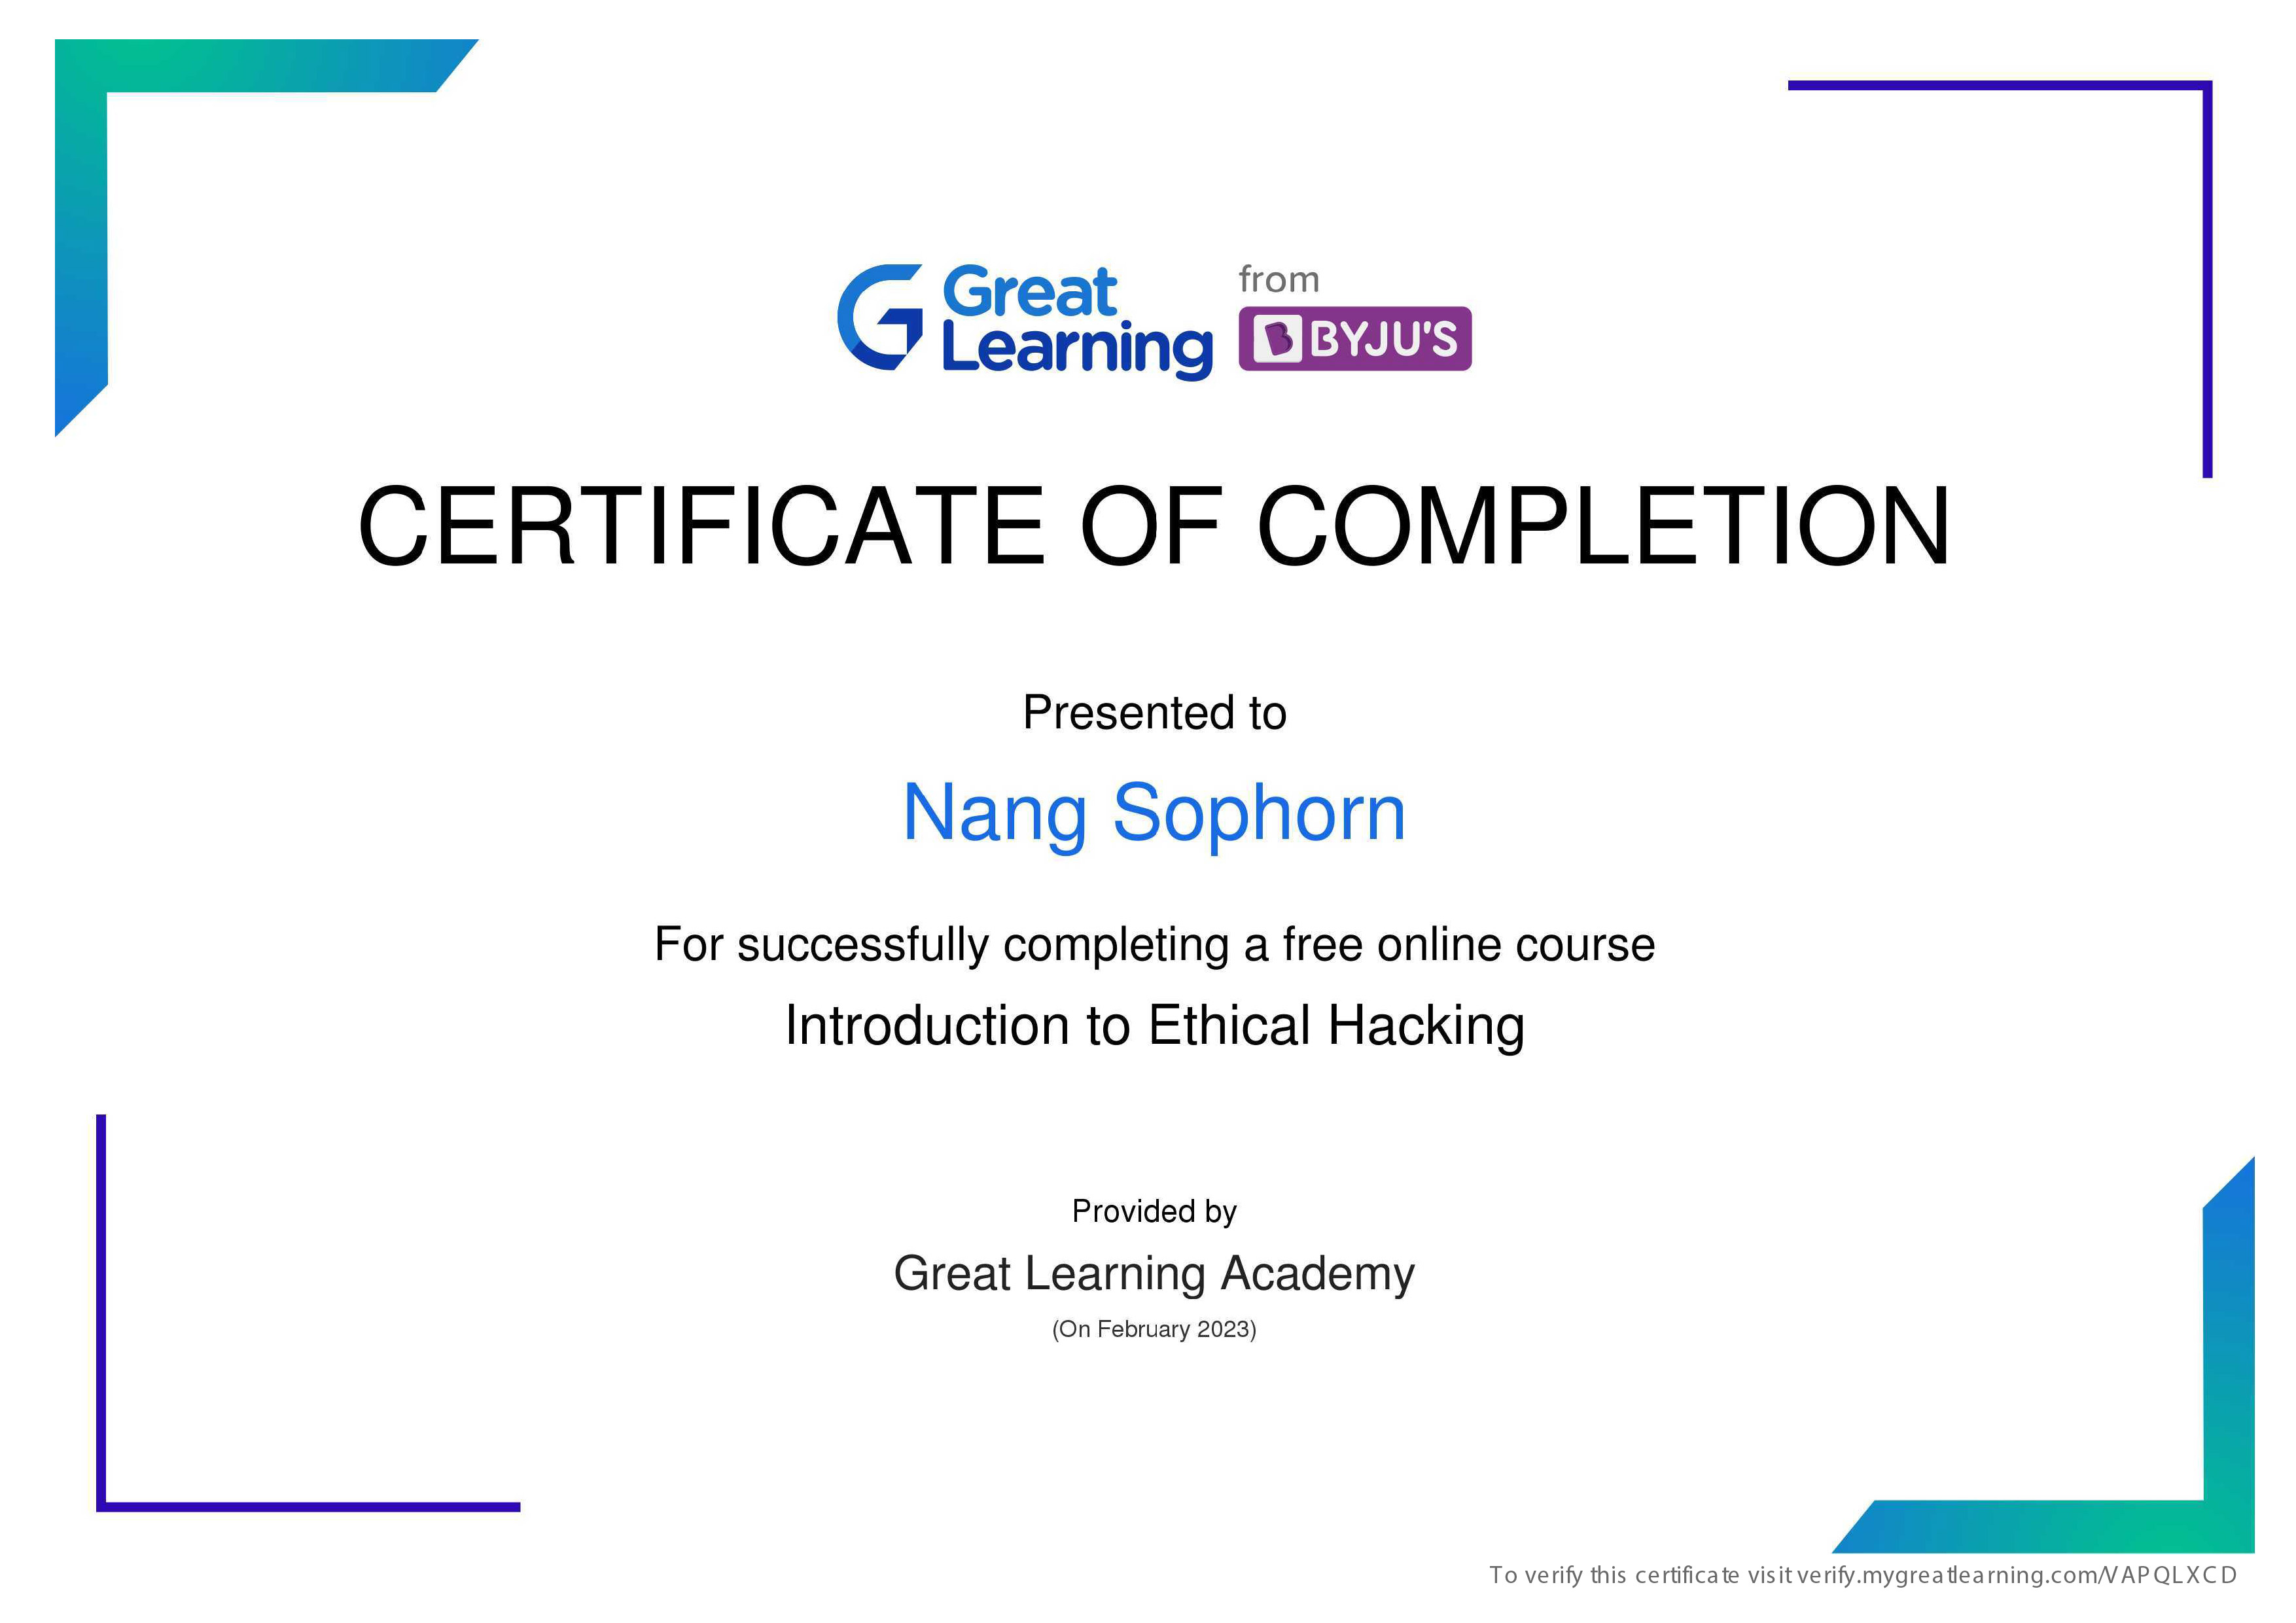 Great
Learning
from
BYJU'S
CERTIFICATE OF COMPLETION
Presented to
Nang Sophorn
For successfully completing a free online course
Introduction to Ethical Hacking
Provided by
Great Learning Academy
(On February 2023)
To verify this certificate visit verify.mygreatlearning.com/VAPQLXCD